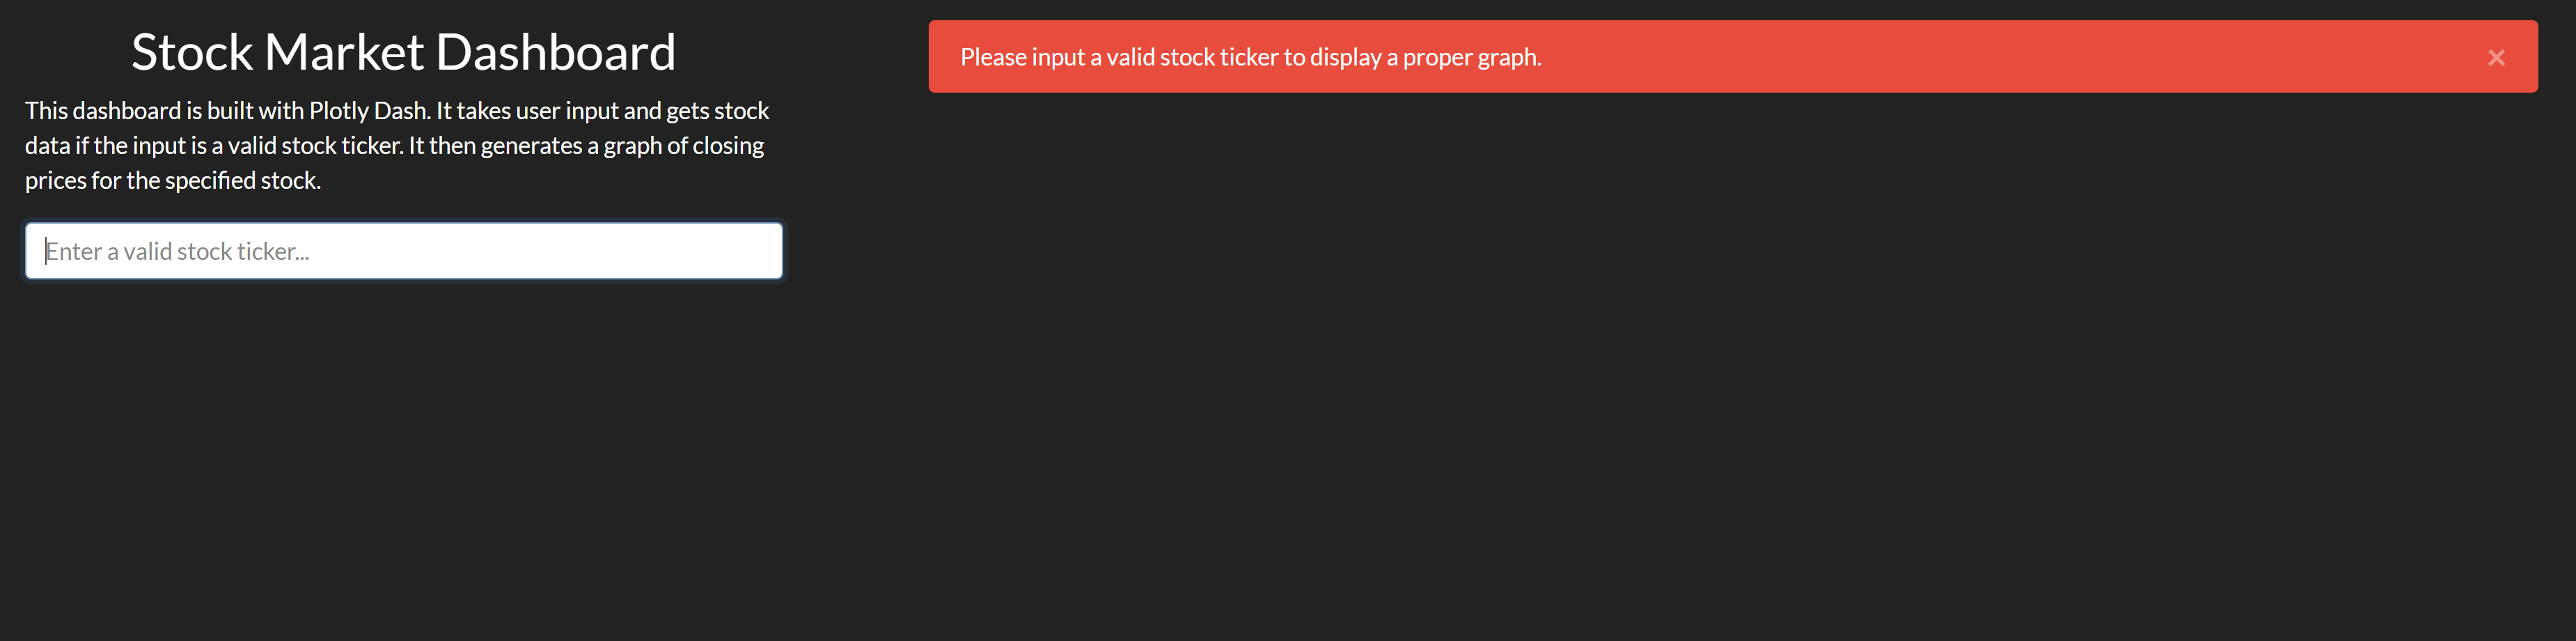 Stock Market Dashboard
This dashboard is built with Plotly Dash. It takes user input and gets stock
data if the input is a valid stock ticker. It then generates a graph of closing
prices for the specified stock.
Enter a valid stock ticker...
Please input a valid stock ticker to display a proper graph.